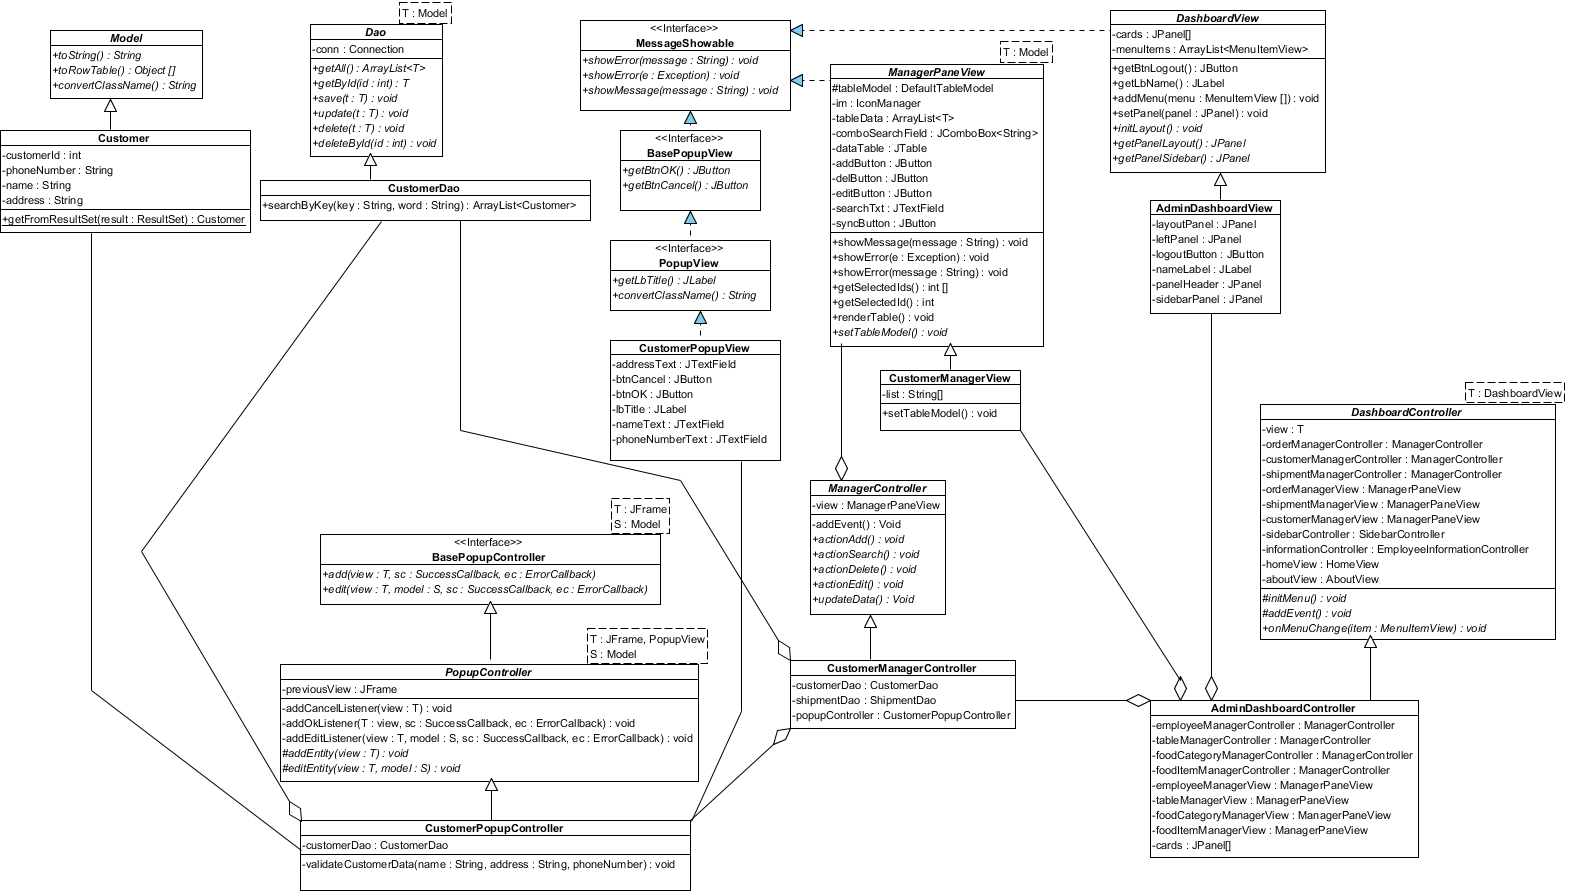 Model
+toString() : String
+toRowTable() : Object []
+convertClassName() : String
Customer
-customerId : int
-phoneNumber : String
-name : String
-address : String
+getFromResultSet(result : ResultSet) : Customer
T : Model
Dao
-conn : Connection
+getAll() : ArrayList<T>
+getById(id : int) : T
+save(t : T) : void
+update(t : T) : void
+delete(t : T) : void
+deleteById(id : int) : void
CustomerDao
+searchByKey(key : String, word : String) : ArrayList<Customer>
<<Interface>>
MessageShowable
+showError(message : String) : void
+showError(e : Exception) : void
+showMessage(message : String) : void
<<Interface>>
BasePopupView
+getBtnOK() : JButton
+getBtnCancel() : JButton
<<Interface>>
PopupView
+getLbTitle() : JLabel
+convertClassName() : String
CustomerPopupView
-addressText : JTextField
-btnCancel : JButton
-btnOK : JButton
-lbTitle : JLabel
-nameText : JTextField
-phoneNumberText : JTextField
T : Model
ManagerPaneView
#tableModel : DefaultTableModel
-im : IconManager
-tableData : ArrayList<T>
-comboSearchField : JComboBox<String>
-dataTable : JTable
-addButton : JButton
-delButton : JButton
-editButton : JButton
-searchTxt : JTextField
-syncButton : JButton
+showMessage(message : String) : void
+showError(e : Exception) : void
+showError(message : String) : void
+getSelectedIds() : int []
+getSelectedId() : int
+renderTable() : void
+setTableModel() : void
CustomerManagerView
-list : String[]
+setTableModel() : void
DashboardView
-cards : JPanel[]
-menuItems : ArrayList<MenuItemView>
+getBtnLogout() : JButton
+getLbName() : JLabel
+addMenu(menu : MenuItemView []) : void
+setPanel(panel : JPanel) : void
+initLayout() : void
+getPanelLayout() : JPanel
+getPanelSidebar() : JPanel
AdminDashboardView
-layoutPanel : JPanel
-leftPanel : JPanel
-logoutButton : JButton
-nameLabel : JLabel
-panelHeader : JPanel
-sidebarPanel : JPanel
T : DashboardView
DashboardController
-view : T
-orderManagerController : ManagerController
-customerManagerController : ManagerController
-shipmentManagerController : ManagerController
-orderManagerView : ManagerPaneView
-shipmentManagerView : ManagerPaneView
-customerManagerView : ManagerPaneView
-sidebarController : SidebarController
-informationController : EmployeeInformationController
-homeView : HomeView
-aboutView : AboutView
#initMenu() : void
#addEvent() : void
+onMenuChange(item : MenuItemView) : void
ManagerController
-view : ManagerPaneView
-addEvent() : Void
+actionAdd() : void
+actionSearch() : void
+actionDelete() : void
+actionEdit() : void
+updateData() : Void
T : JFrame
S : Model
<<Interface>>
BasePopupController
+add(view : T, sc : SuccessCallback, ec : ErrorCallback)
+edit(view : T, model : S, sc : SuccessCallback, ec : ErrorCallback)
T : JFrame, PopupView
S : Model
PopupController
-previousView : JFrame
-addCancelListener(view : T) : void
-addOkListener(T : view, sc : SuccessCallback, ec : ErrorCallback) : void
-addEditListener(view : T, model : S, sc : SuccessCallback, ec : ErrorCallback) : void
#addEntity(view : T) : void
#editEntity(view : T, model : S) : void
CustomerManagerController
-customerDao : CustomerDao
-shipmentDao : ShipmentDao
-popupController : CustomerPopupController
AdminDashboardController
-employeeManagerController : ManagerController
-tableManagerController : ManagerController
-foodCategoryManagerController : ManagerController
-foodItemManagerController : ManagerController
-employeeManagerView : ManagerPaneView
-tableManagerView : ManagerPaneView
-foodCategoryManagerView : ManagerPaneView
-foodItemManagerView : ManagerPaneView
-cards : JPanel[]
CustomerPopupController
-customerDao : CustomerDao
-validateCustomerData(name : String, address : String, phoneNumber) : void